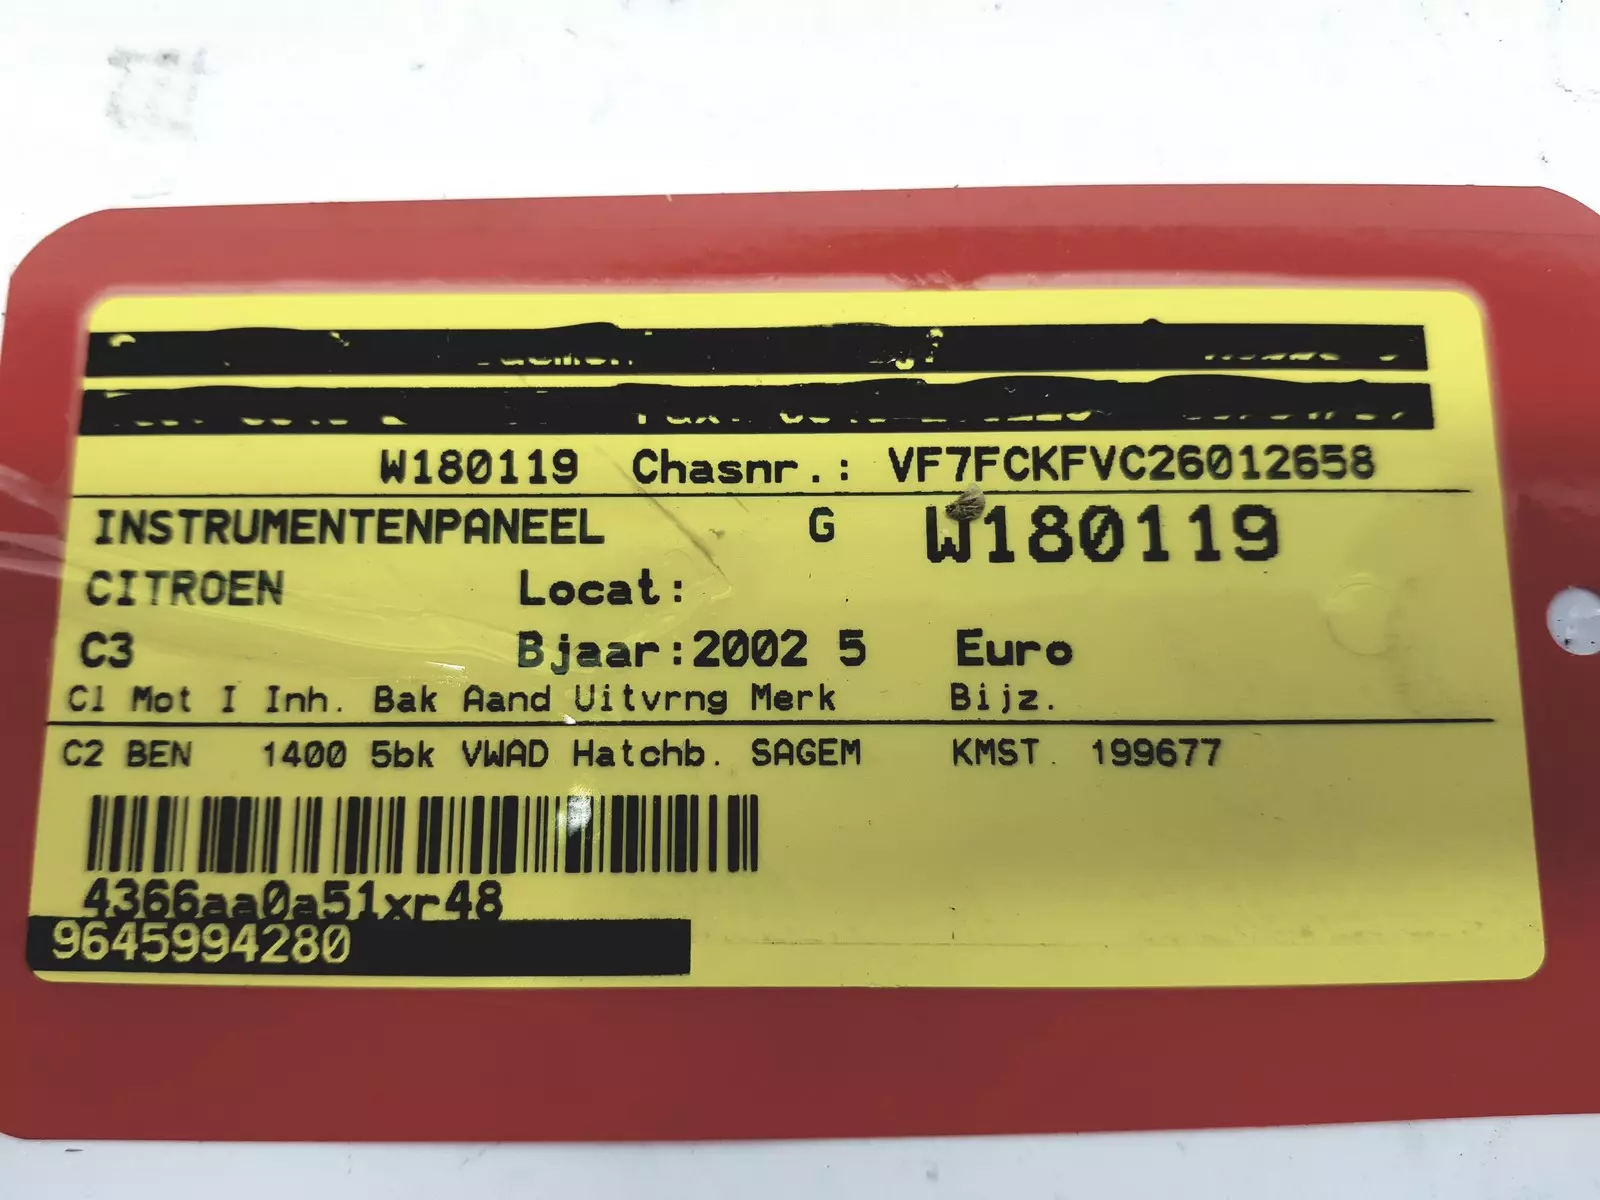 W180119 Chasnr.: VF7FCKFVC26012658
INSTRUMENTENPANEEL G W180119
CITROEN Locat:
C3 Bjaar:2002 5 Euro
Cl Mot I Inh. Bak Aand Uitvrng Merk Bijz.
C2 BEN 1400 5bk VWAD Hatchb. SAGEM KMST. 199677
4366aa0a51xr48
9645994280